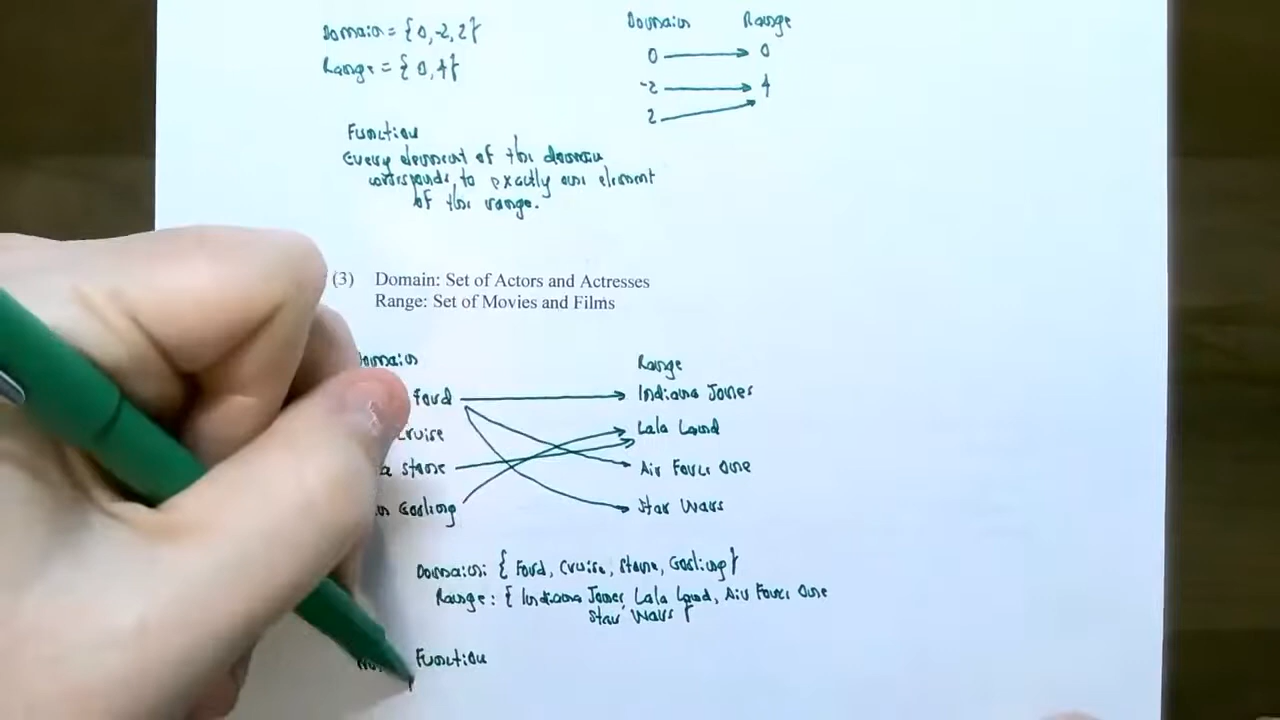 Domain = {0,-2,2}
Range = {0,4}
Domain Range
0 0
-2 4
2
Function
Every element of the domain
corresponds to exactly one element
of the range.
(3) Domain: Set of Actors and Actresses
Range: Set of Movies and Films
Domain Range
Ford Indiana Jones
Cruise Lala Land
Stone Air Force One
Gosling Star Wars
Domain: { Ford, Cruise, Stone, Gosling }
Range: { Indiana Jones, Lala Land, Air Force One
Star Wars }
Function